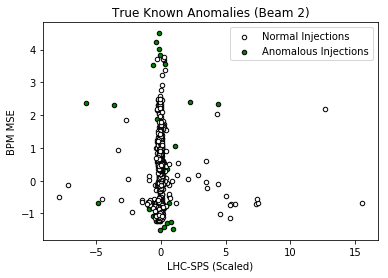 True Known Anomalies (Beam 2)
Normal Injections
Anomalous Injections
BPM MSE
4
3
2
1
0
−1
−5
0
5
10
15
LHC-SPS (Scaled)